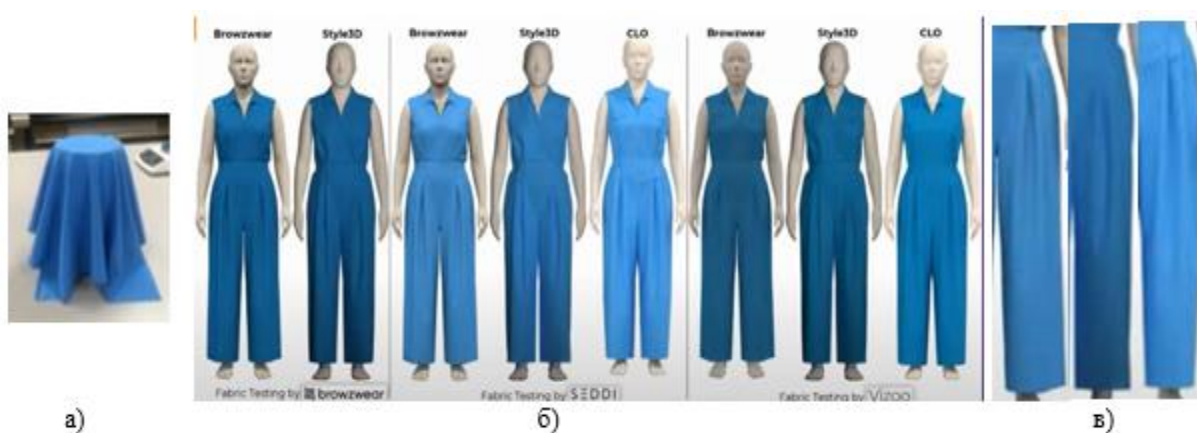 Browzwear Style3D Browzwear Style3D CLO Browzwear Style3D CLO
Fabric Testing by browzwear Fabric Testing by SEDDI Fabric Testing by Vizoo
а) б) в)